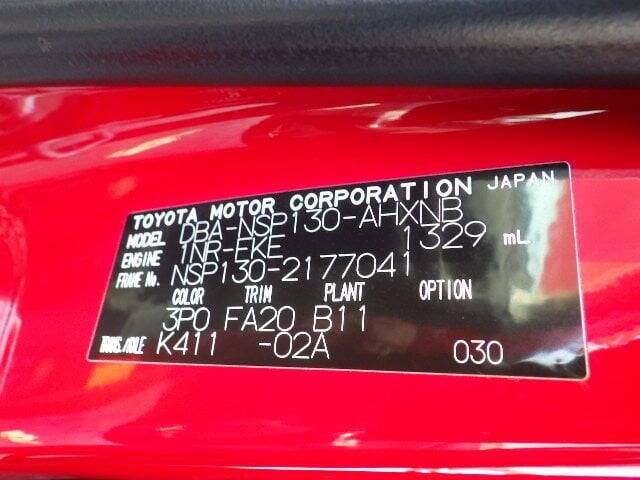 TOYOTA MOTOR CORPORATION JAPAN
MODEL DBA-NSP130-AHXNB
ENGINE 1NR-FKE 1329 mL
FRAME No. NSP130-2177041
COLOR TRIM PLANT OPTION
3P0 FA20 B11
TRANS./AXLE K411 -02A 030